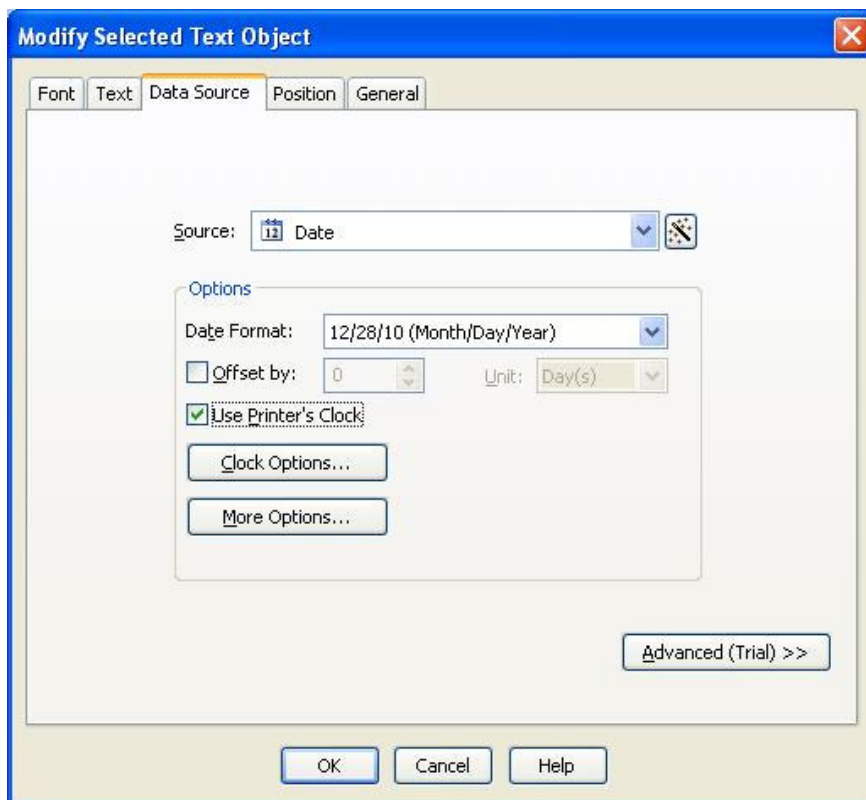 Modify Selected Text Object
Font Text Data Source Position General
Source: 12 Date
Options
Date Format: 12/28/10 (Month/Day/Year)
Offset by: 0 Unit: Day(s)
Use Printer's Clock
Clock Options...
More Options...
Advanced (Trial) >>
OK Cancel Help